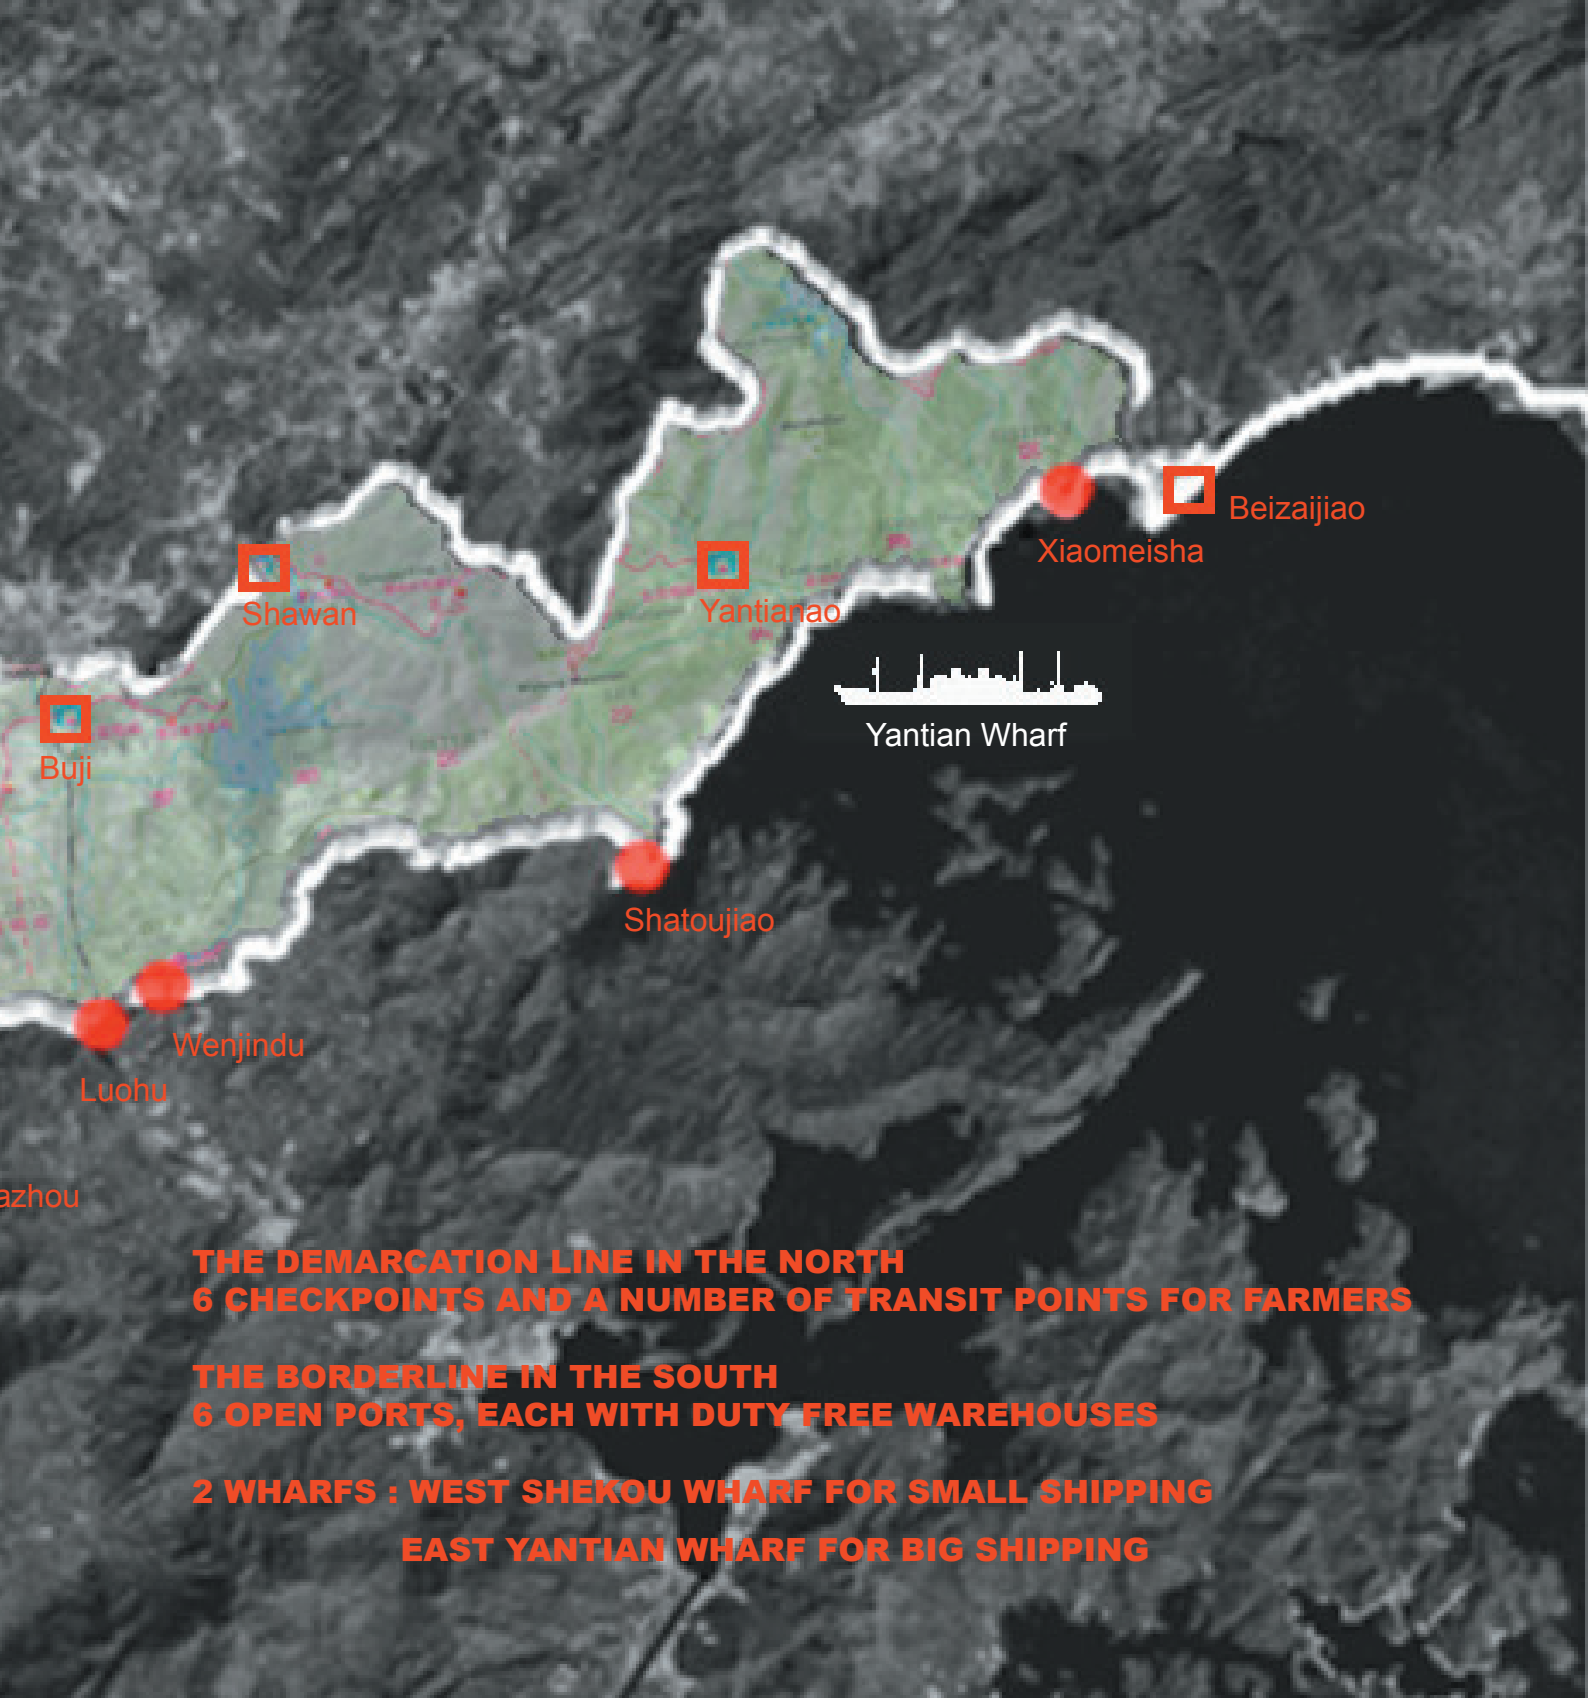 Beizaijiao
Xiaomeisha
Shawan
Yantianao
Yantian Wharf
Buji
Shatoujiao
Wenjindu
Luohu
azhou
THE DEMARCATION LINE IN THE NORTH
6 CHECKPOINTS AND A NUMBER OF TRANSIT POINTS FOR FARMERS
THE BORDERLINE IN THE SOUTH
6 OPEN PORTS, EACH WITH DUTY FREE WAREHOUSES
2 WHARFS : WEST SHEKOU WHARF FOR SMALL SHIPPING
EAST YANTIAN WHARF FOR BIG SHIPPING